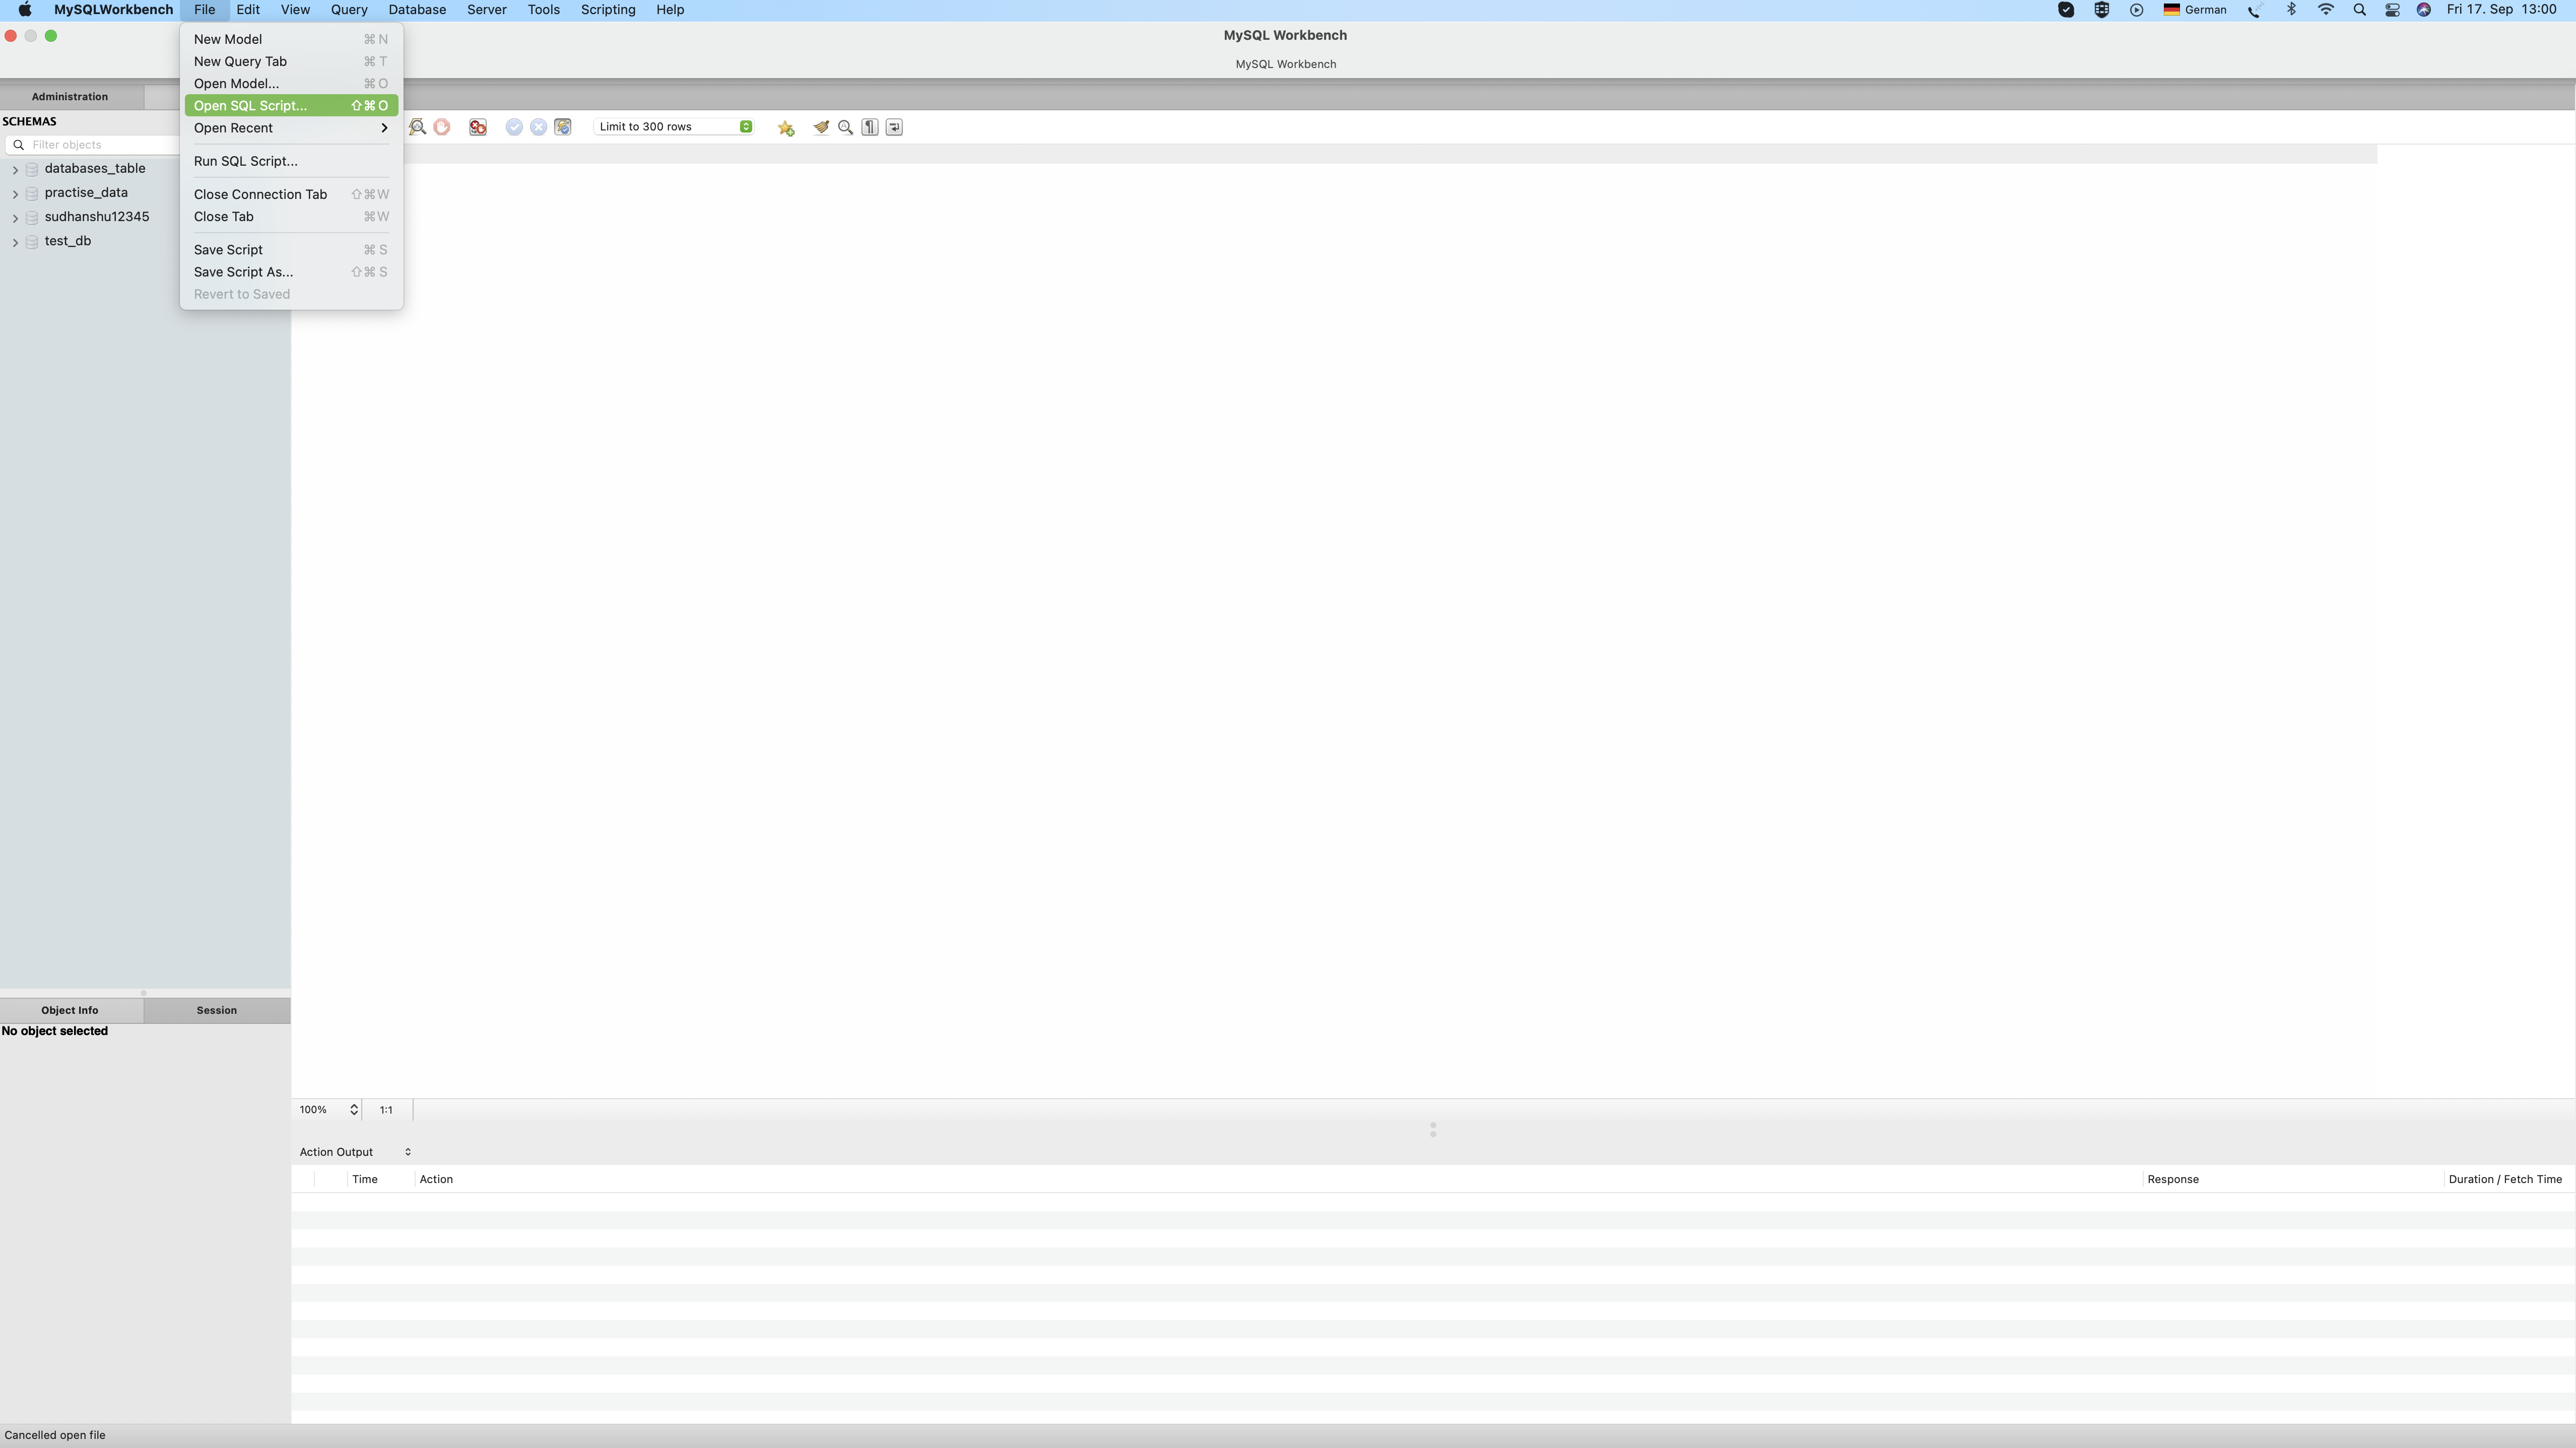 MySQLWorkbench File Edit View Query Database Server Tools Scripting Help German Fri 17. Sep 13:00
MySQL Workbench
MySQL Workbench
New Model ⌘ N
New Query Tab ⌘ T
Open Model... ⌘ O
Open SQL Script... ⇧⌘ O
Open Recent
Run SQL Script...
Close Connection Tab ⇧⌘W
Close Tab ⌘W
Save Script ⌘ S
Save Script As... ⇧⌘ S
Revert to Saved
Administration
SCHEMAS
Filter objects
databases_table
practise_data
sudhanshu12345
test_db
Limit to 300 rows
Object Info Session
No object selected
100% 1:1
Action Output
Time Action Response Duration / Fetch Time
Cancelled open file